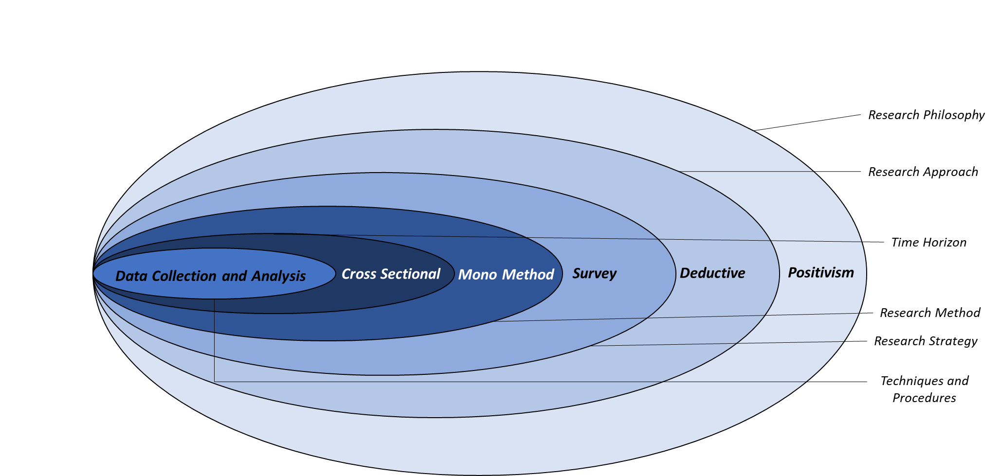 Research Philosophy
Research Approach
Time Horizon
Data Collection and Analysis
Cross Sectional
Mono Method
Survey
Deductive
Positivism
Research Method
Research Strategy
Techniques and
Procedures